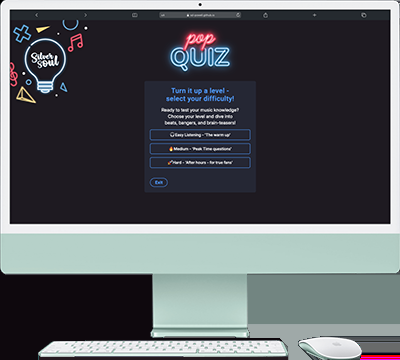 pop
QUIZ
Silver
Soul
Turn it up a level -
select your difficulty!
Ready to test your music knowledge?
Choose your level and dive into
beats, bangers, and brain-teasers!
🎧Easy Listening - 'The warm up'
🔥Medium - 'Peak Time questions'
🎤Hard - 'After hours - for true fans'
Exit